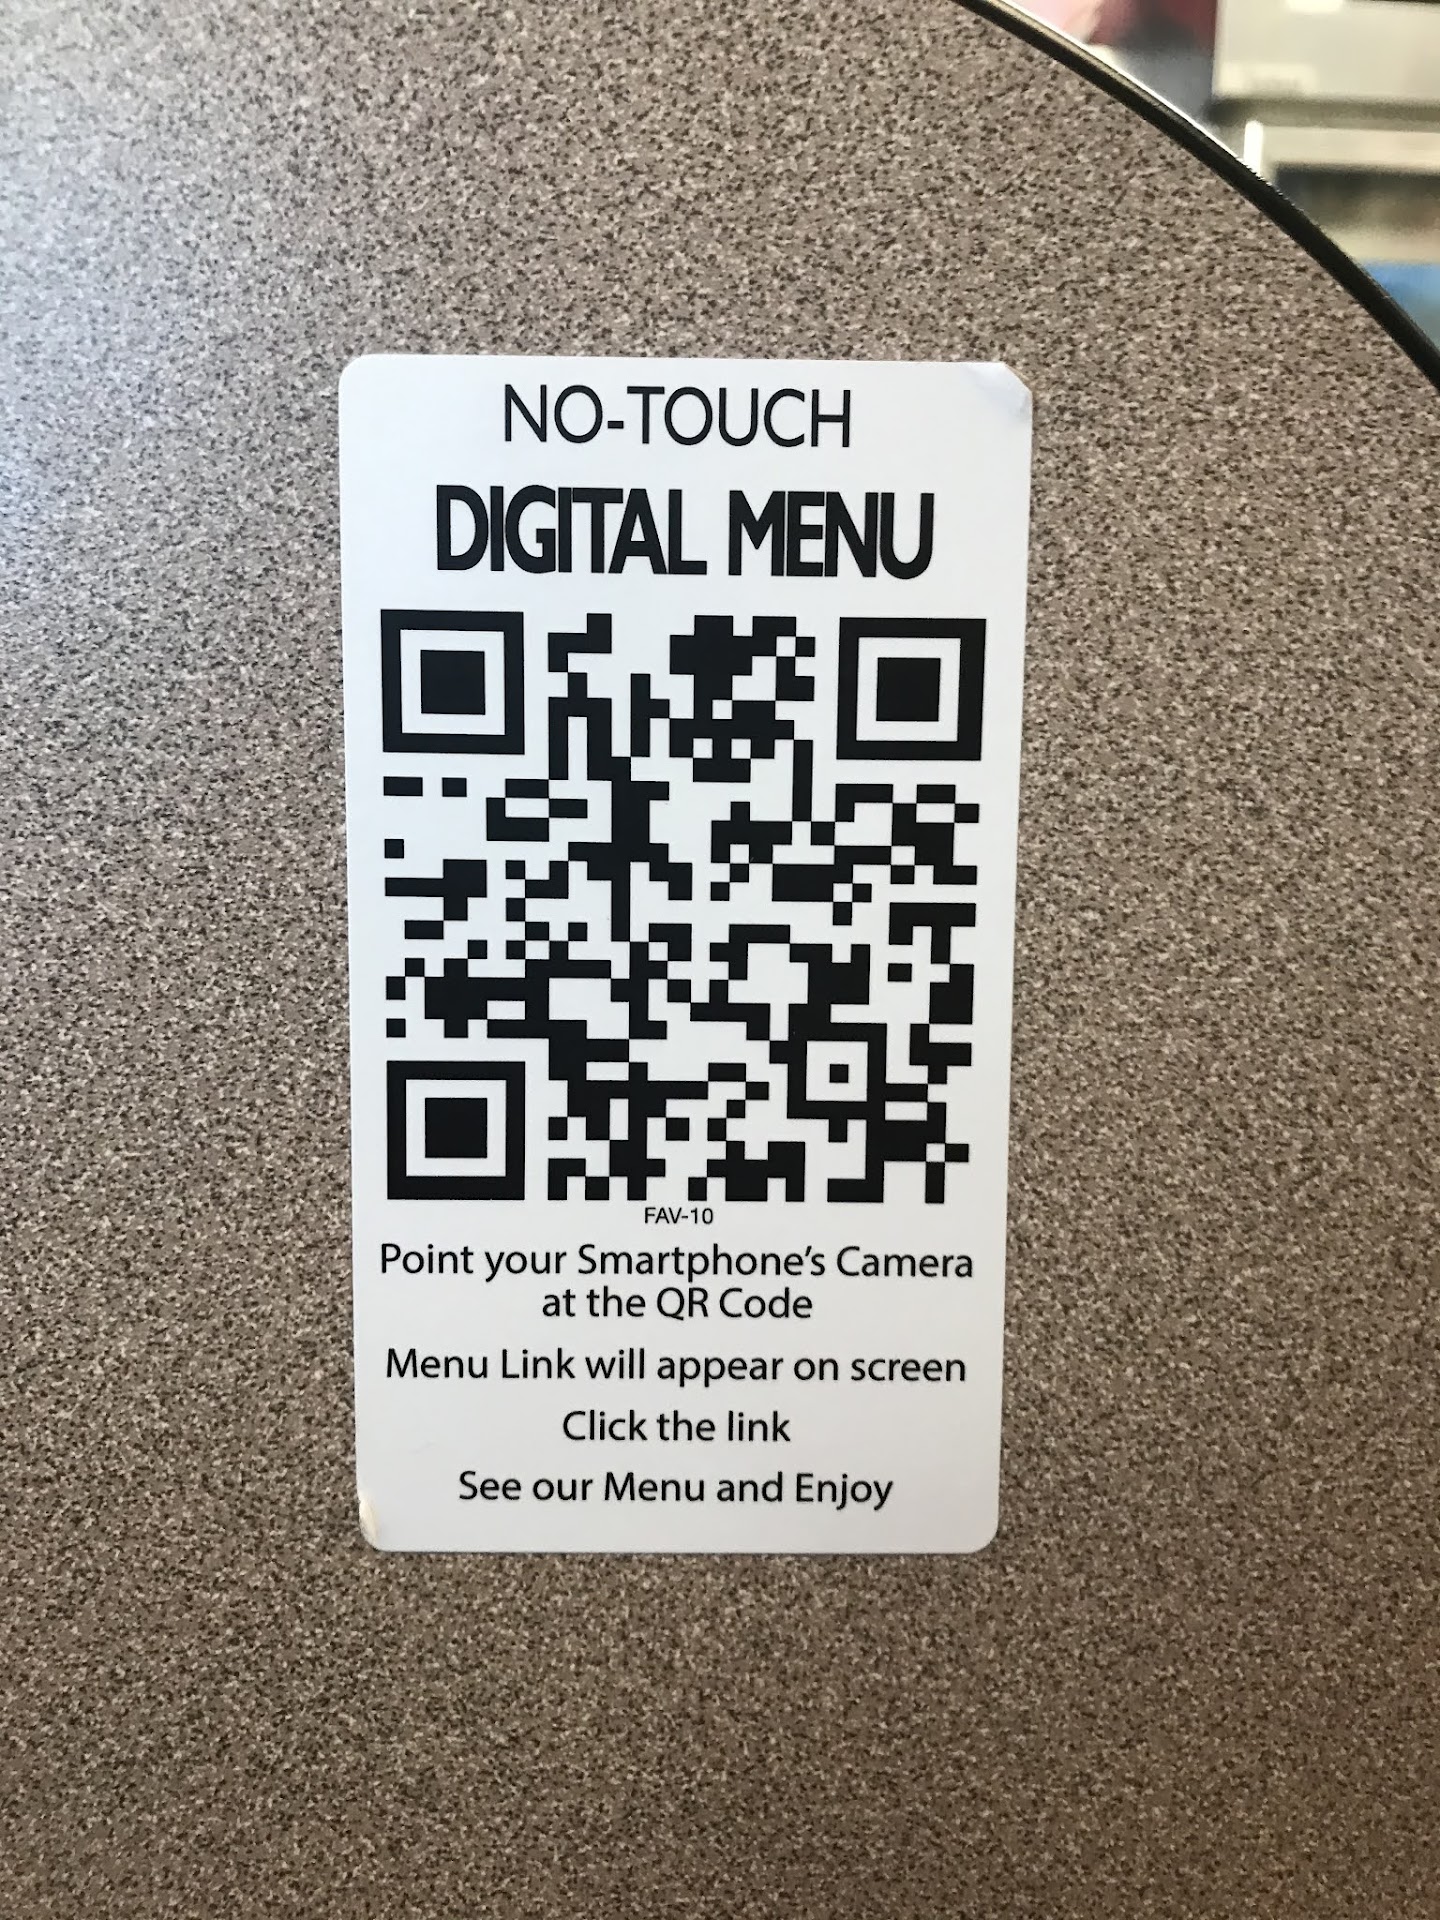 NO-TOUCH
DIGITAL MENU
FAV-10
Point your Smartphone's Camera
at the QR Code
Menu Link will appear on screen
Click the link
See our Menu and Enjoy